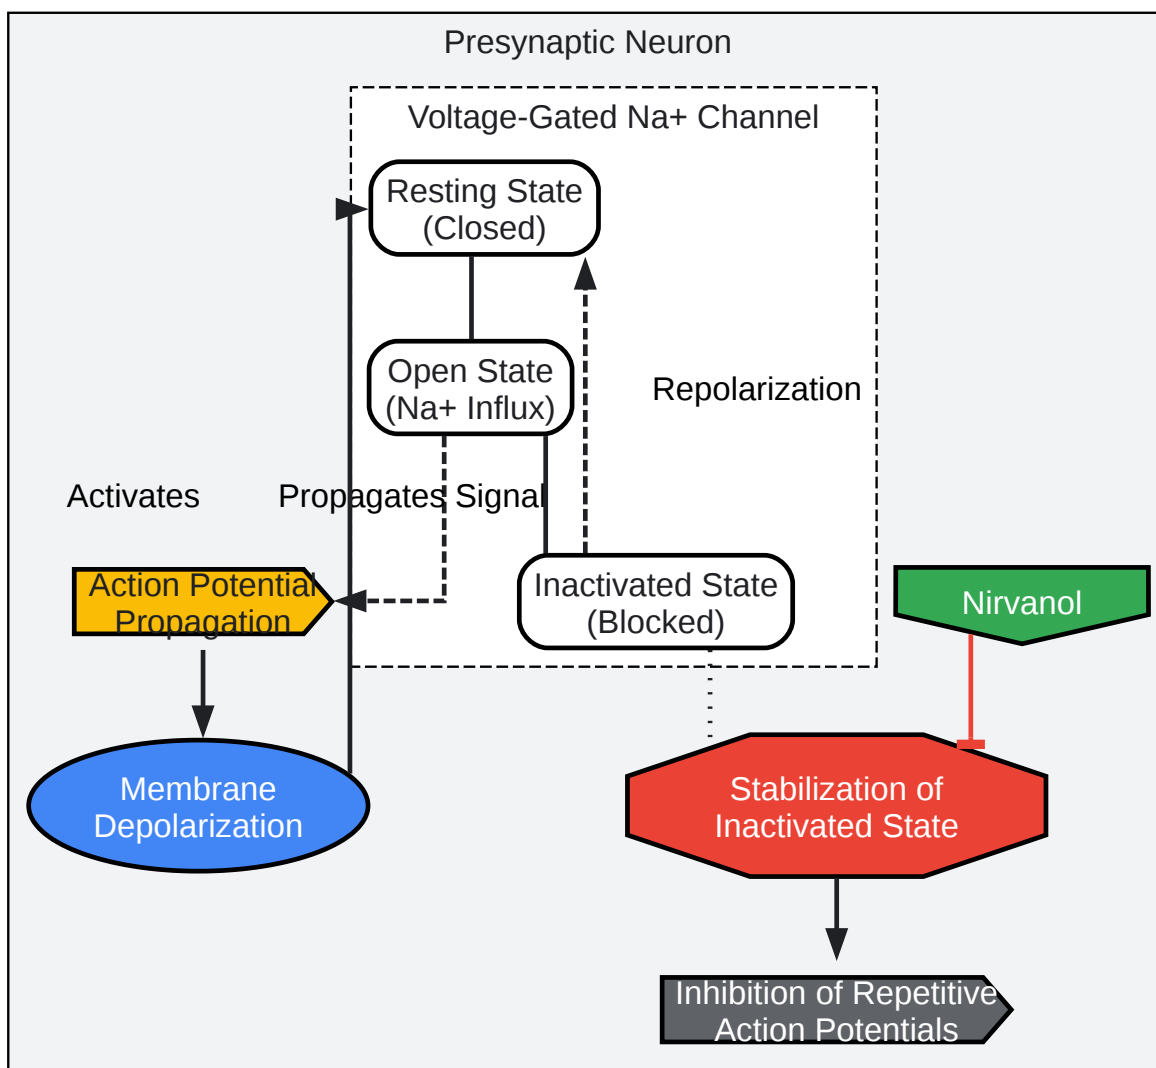 Presynaptic Neuron
Voltage-Gated Na+ Channel
Resting State
(Closed)
Open State
(Na+ Influx)
Repolarization
Activates
Propagates Signal
Action Potential
Propagation
Inactivated State
(Blocked)
Nirvanol
Membrane
Depolarization
Stabilization of
Inactivated State
Inhibition of Repetitive
Action Potentials